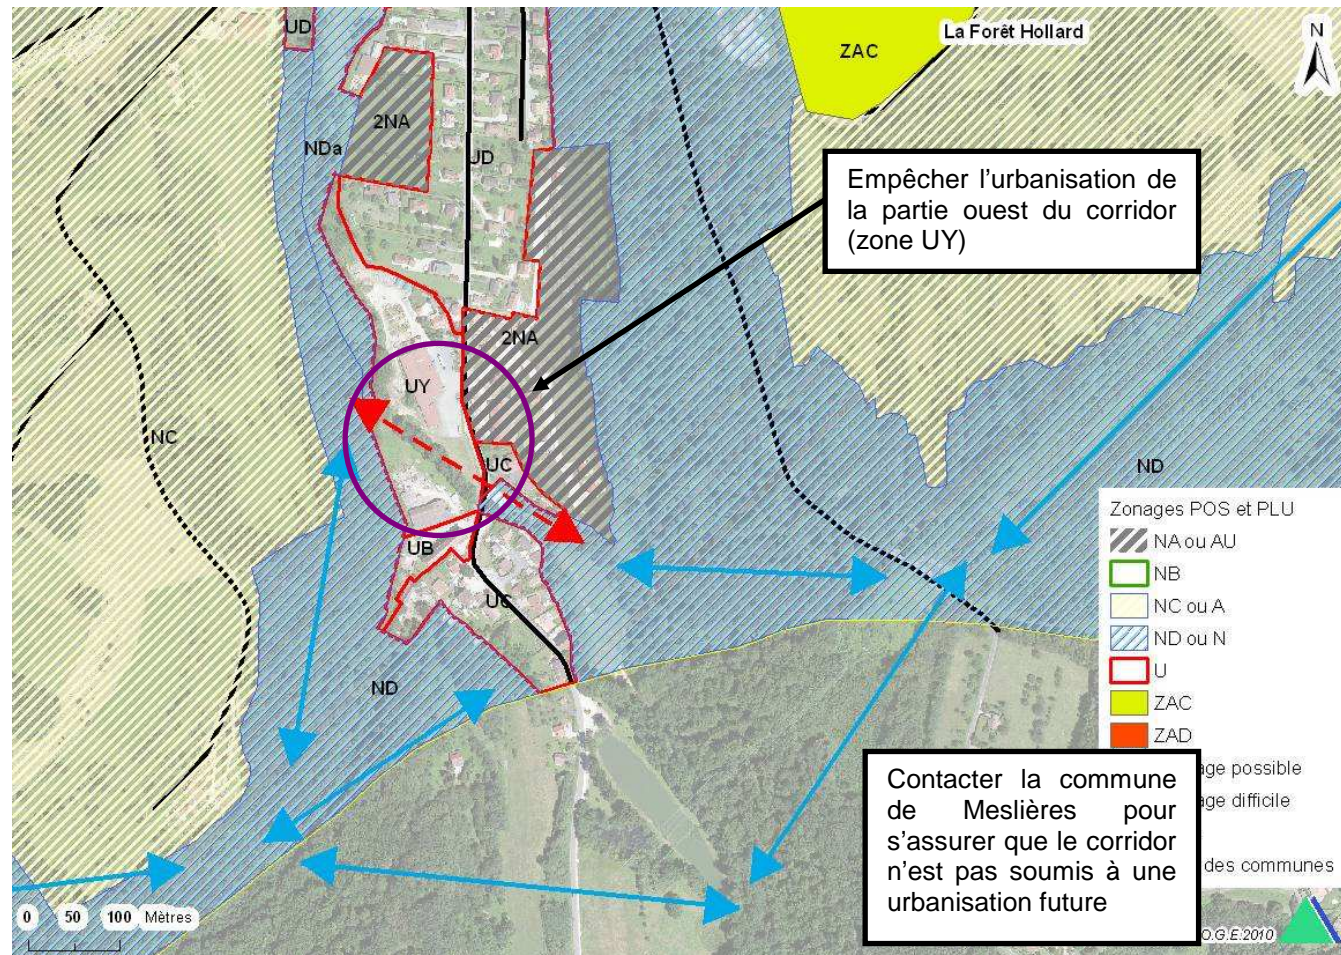 UD
ZAC
La Forêt Hollard
N
2NA
NDa
UD
Empêcher l'urbanisation de
la partie ouest du corridor
(zone UY)
2NA
UY
NC
UC
ND
UB
UC
ND
Zonages POS et PLU
NA ou AU
NB
NC ou A
ND ou N
U
ZAC
ZAD
age possible
age difficile
des communes
Contacter la commune
de Meslières pour
s'assurer que le corridor
n'est pas soumis à une
urbanisation future
0 50 100 Mètres
O.G.E.2010